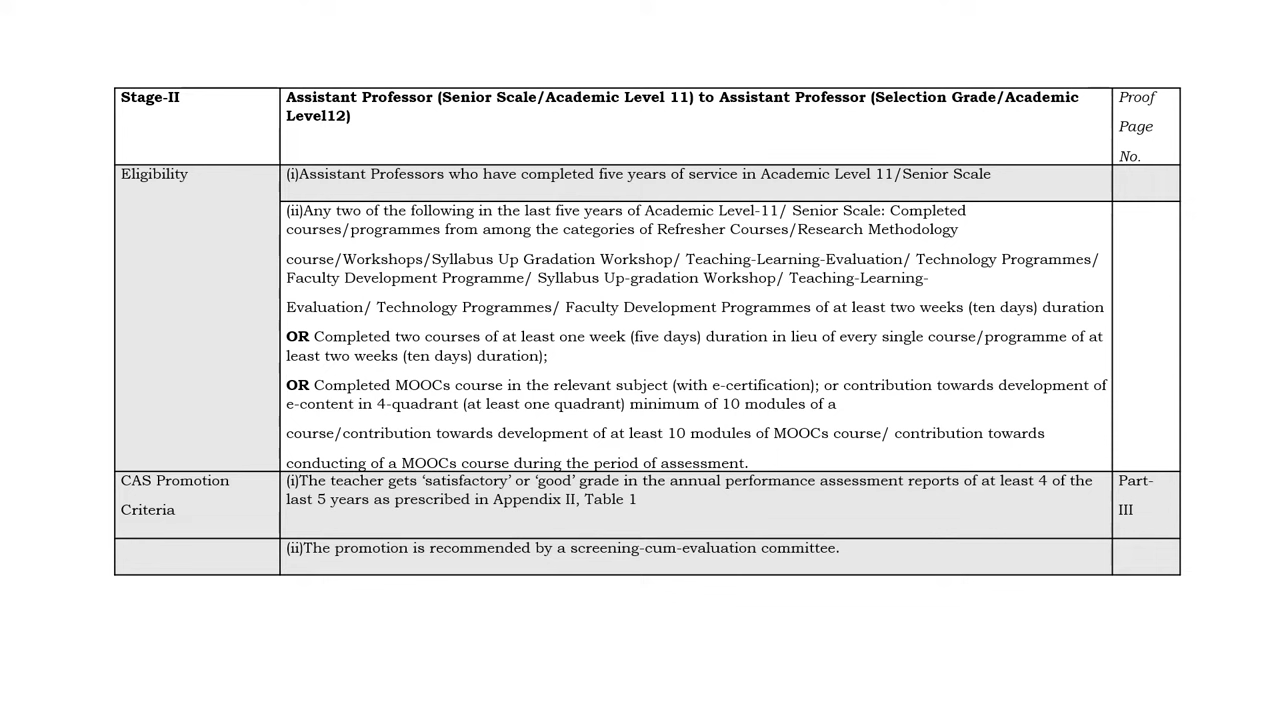 Stage-II
Assistant Professor (Senior Scale/Academic Level 11) to Assistant Professor (Selection Grade/Academic
Level12)
Proof
Page
No.
Eligibility
(i)Assistant Professors who have completed five years of service in Academic Level 11/Senior Scale
(ii)Any two of the following in the last five years of Academic Level-11/ Senior Scale: Completed
courses/programmes from among the categories of Refresher Courses/Research Methodology
course/Workshops/Syllabus Up Gradation Workshop/ Teaching-Learning-Evaluation/ Technology Programmes/
Faculty Development Programme/ Syllabus Up-gradation Workshop/ Teaching-Learning-
Evaluation/ Technology Programmes/ Faculty Development Programmes of at least two weeks (ten days) duration
OR Completed two courses of at least one week (five days) duration in lieu of every single course/programme of at
least two weeks (ten days) duration);
OR Completed MOOCs course in the relevant subject (with e-certification); or contribution towards development of
e-content in 4-quadrant (at least one quadrant) minimum of 10 modules of a
course/contribution towards development of at least 10 modules of MOOCs course/ contribution towards
conducting of a MOOCs course during the period of assessment.
CAS Promotion
Criteria
(i)The teacher gets ‘satisfactory’ or ‘good’ grade in the annual performance assessment reports of at least 4 of the
last 5 years as prescribed in Appendix II, Table 1
Part-
III
(ii)The promotion is recommended by a screening-cum-evaluation committee.